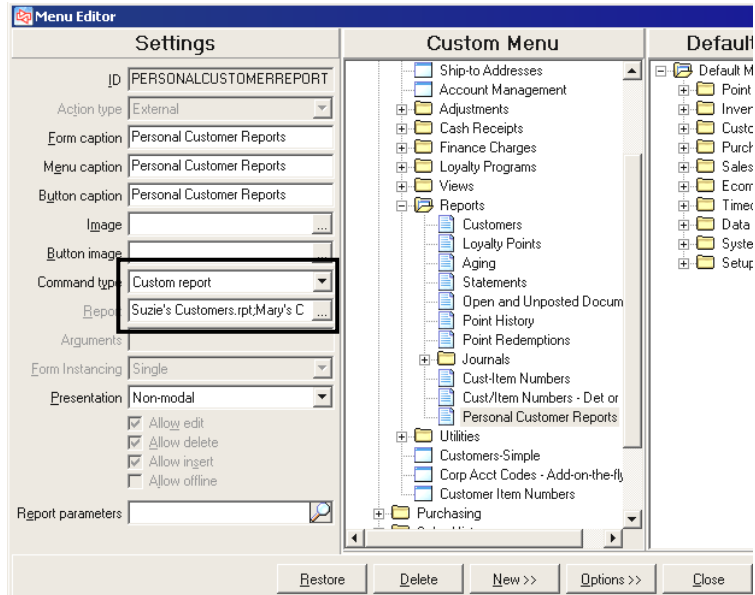 Menu Editor
Settings
ID PERSONALCUSTOMERREPORT
Action type External
Form caption Personal Customer Reports
Menu caption Personal Customer Reports
Button caption Personal Customer Reports
Image ...
Button image ...
Command type Custom report
Report Suzie's Customers.rpt;Mary's C ...
Arguments
Form Instancing Single
Presentation Non-modal
Allow edit
Allow delete
Allow insert
Allow offline
Report parameters
Custom Menu
Ship-to Addresses
Account Management
Adjustments
Cash Receipts
Finance Charges
Loyalty Programs
Views
Reports
Customers
Loyalty Points
Aging
Statements
Open and Unposted Docum
Point History
Point Redemptions
Journals
Cust-Item Numbers
Cust/Item Numbers - Det or
Personal Customer Reports
Utilities
Customers-Simple
Corp Acct Codes - Add-on-the-fly
Customer Item Numbers
Purchasing
Default
Default M
Point
Inver
Custo
Purch
Sales
Ecom
Timec
Data
Syste
Setup
Restore
Delete
New >>
Options >>
Close